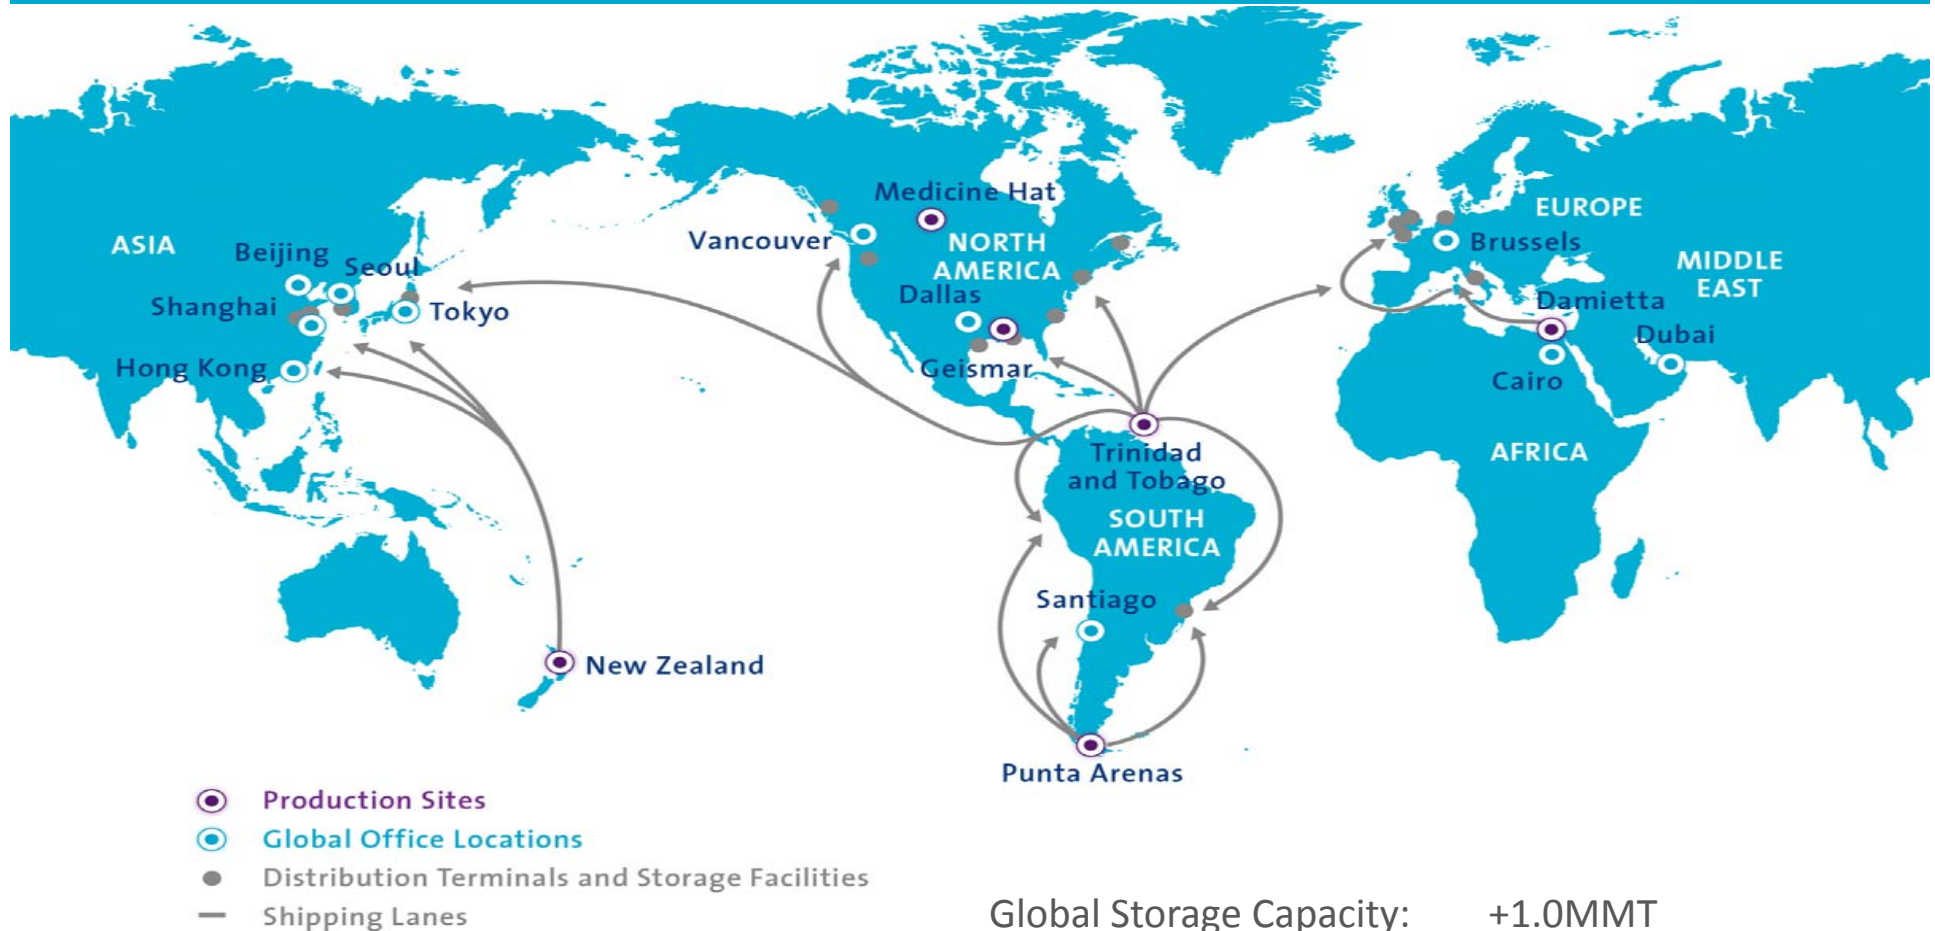 Medicine Hat
EUROPE
ASIA
Beijing
Vancouver
NORTH
AMERICA
Brussels
MIDDLE
EAST
Seoul
Shanghai
Tokyo
Dallas
Damietta
Dubai
Hong Kong
Geismar
Cairo
Trinidad
and Tobago
AFRICA
SOUTH
AMERICA
Santiago
New Zealand
Punta Arenas
Production Sites
Global Office Locations
Distribution Terminals and Storage Facilities
Shipping Lanes
Global Storage Capacity: +1.0MMT